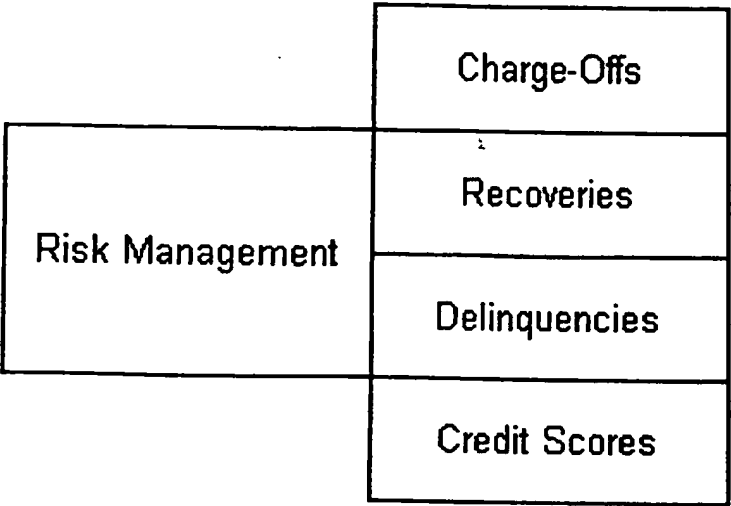 Charge-Offs
Recoveries
Risk Management
Delinquencies
Credit Scores